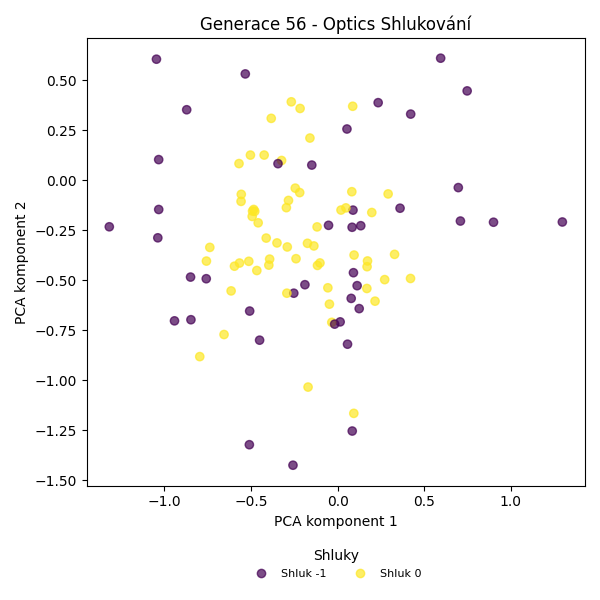 Generace 56 - Optics Shlukování
PCA komponent 2
0.50
0.25
0.00
−0.25
−0.50
−0.75
−1.00
−1.25
−1.50
−1.0 −0.5 0.0 0.5 1.0
PCA komponent 1
Shluky
Shluk -1 Shluk 0